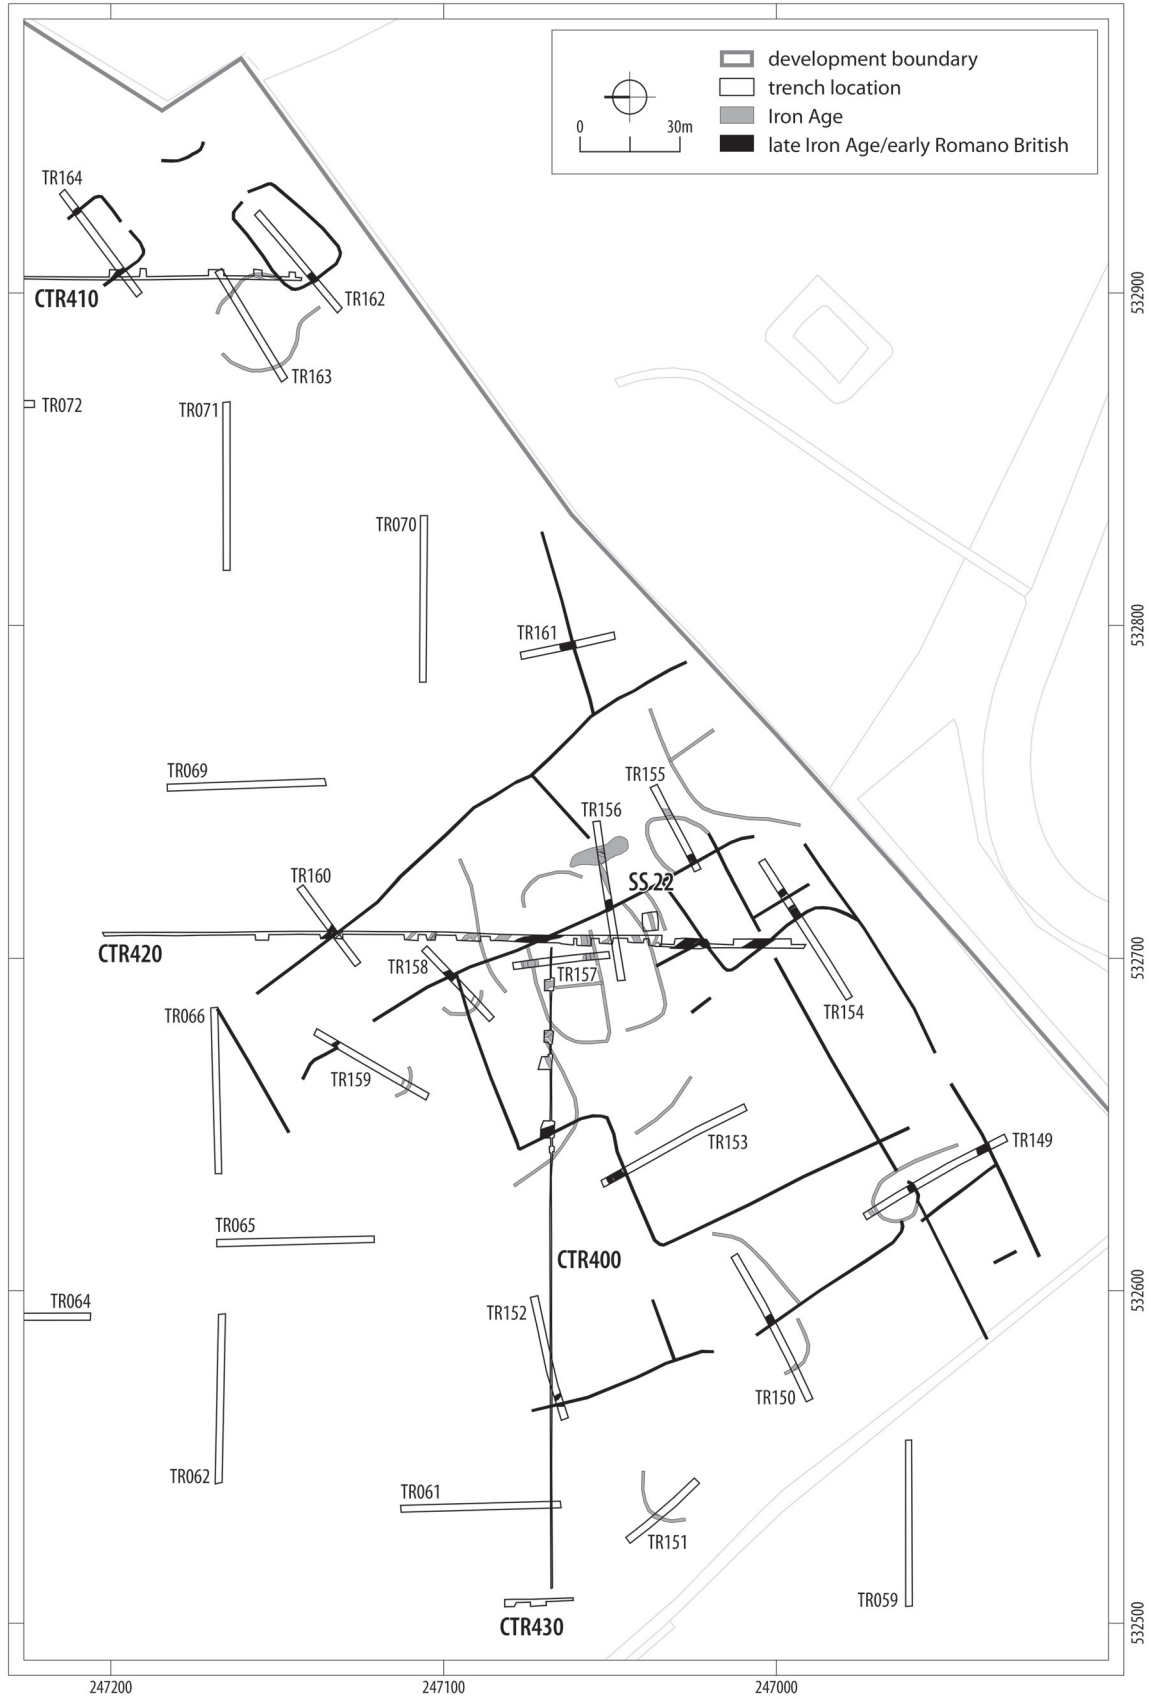 development boundary
trench location
0 30m
Iron Age
late Iron Age/early Romano British
TR164
CTR410
TR162
532900
TR163
TR072
TR071
TR070
TR161
532800
TR069
TR155
TR156
TR160
SS 22
CTR420
TR158
TR157
532700
TR066
TR154
TR159
TR153
TR149
TR065
CTR400
TR064
TR152
532600
TR150
TR062
TR061
TR151
TR059
CTR430
532500
247200 247100 247000